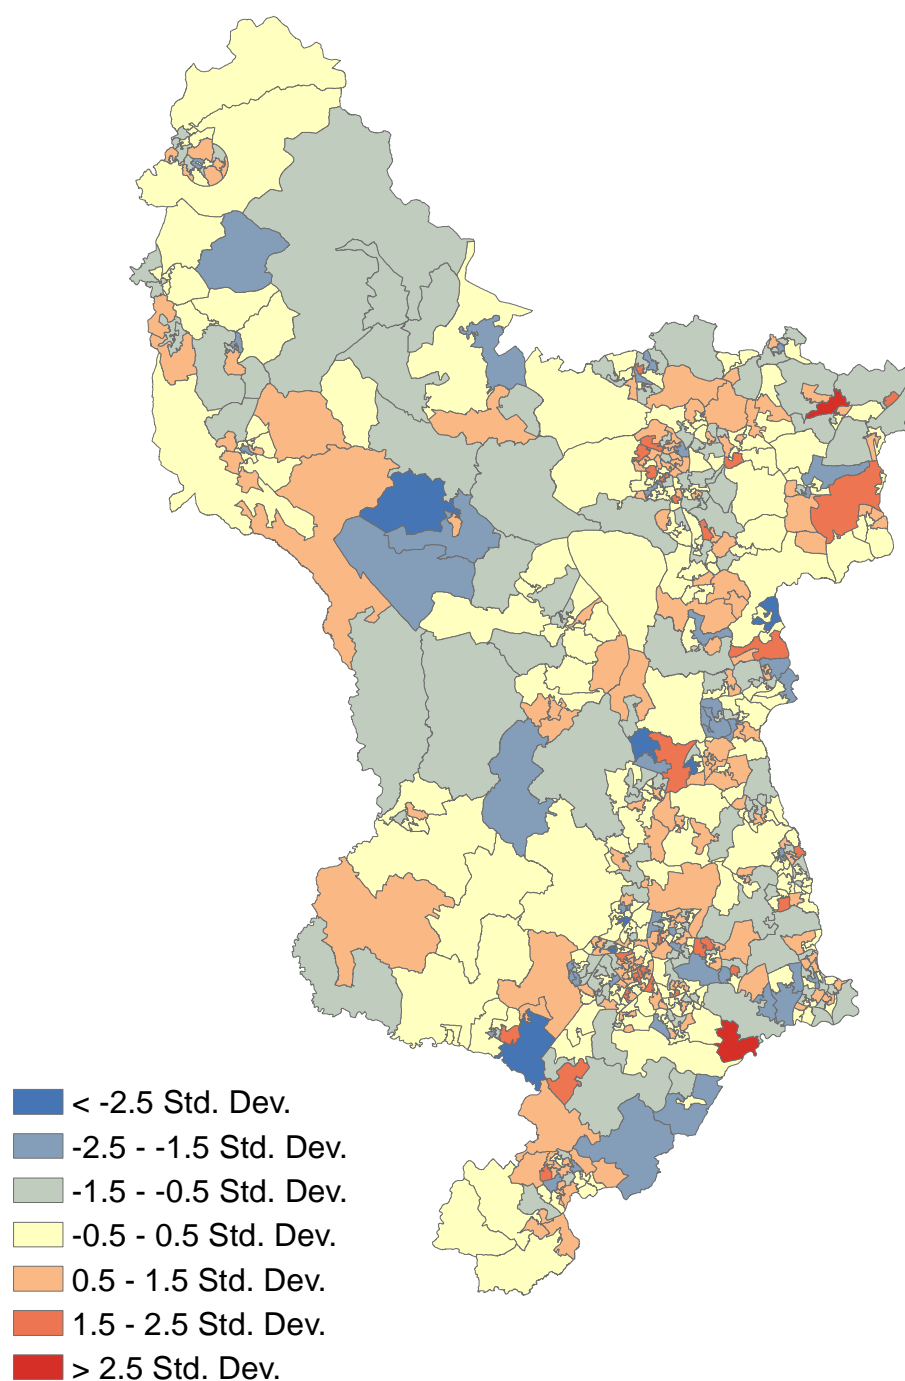 < -2.5 Std. Dev.
-2.5 - -1.5 Std. Dev.
-1.5 - -0.5 Std. Dev.
-0.5 - 0.5 Std. Dev.
0.5 - 1.5 Std. Dev.
1.5 - 2.5 Std. Dev.
> 2.5 Std. Dev.